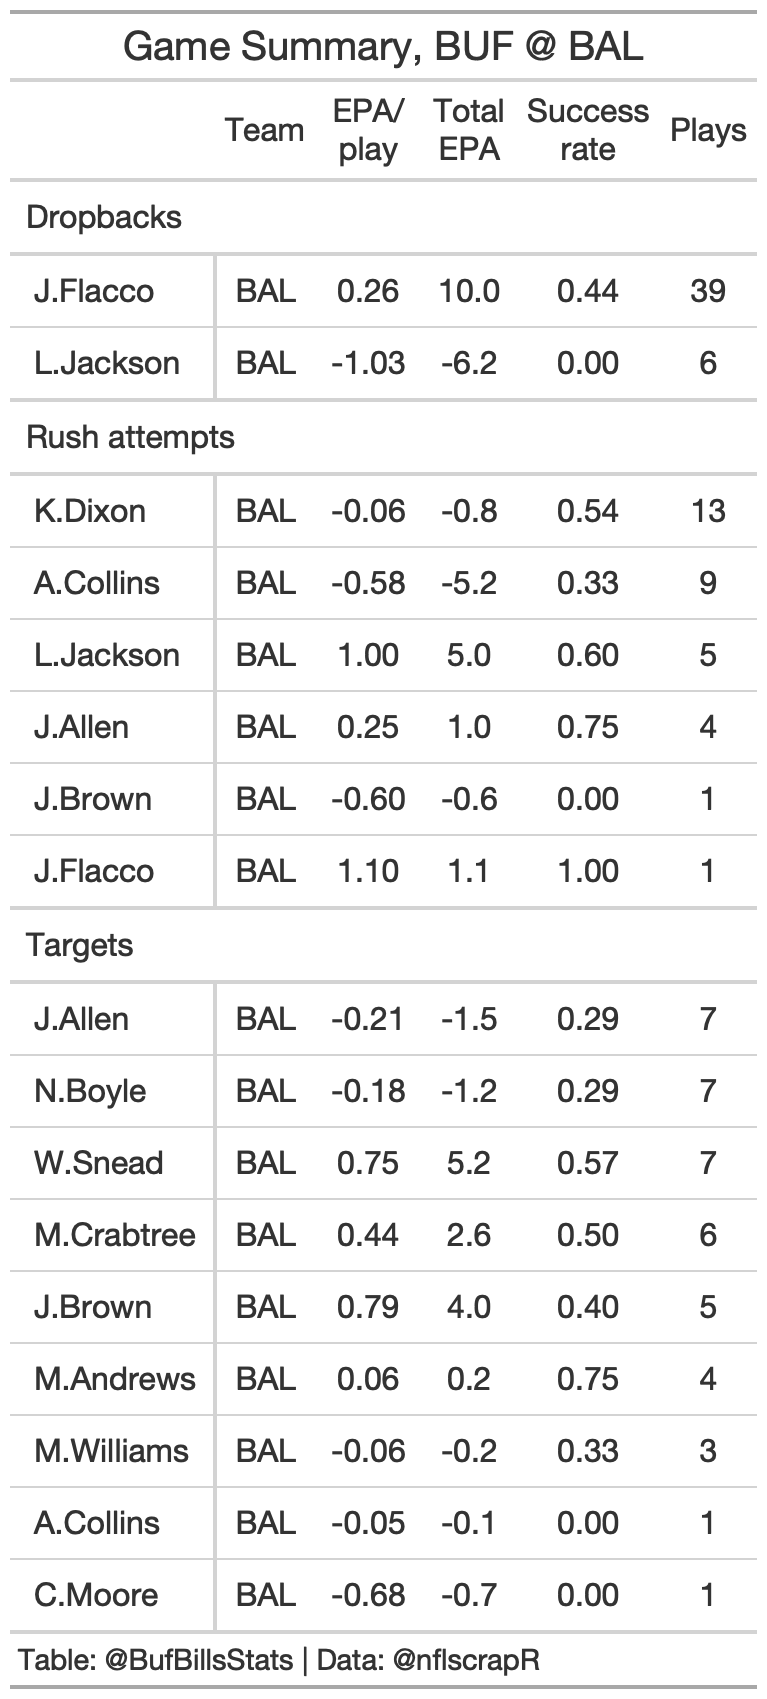 Game Summary, BUF @ BAL
Team EPA/ play Total EPA Success rate Plays
Dropbacks
J.Flacco BAL 0.26 10.0 0.44 39
L.Jackson BAL -1.03 -6.2 0.00 6
Rush attempts
K.Dixon BAL -0.06 -0.8 0.54 13
A.Collins BAL -0.58 -5.2 0.33 9
L.Jackson BAL 1.00 5.0 0.60 5
J.Allen BAL 0.25 1.0 0.75 4
J.Brown BAL -0.60 -0.6 0.00 1
J.Flacco BAL 1.10 1.1 1.00 1
Targets
J.Allen BAL -0.21 -1.5 0.29 7
N.Boyle BAL -0.18 -1.2 0.29 7
W.Snead BAL 0.75 5.2 0.57 7
M.Crabtree BAL 0.44 2.6 0.50 6
J.Brown BAL 0.79 4.0 0.40 5
M.Andrews BAL 0.06 0.2 0.75 4
M.Williams BAL -0.06 -0.2 0.33 3
A.Collins BAL -0.05 -0.1 0.00 1
C.Moore BAL -0.68 -0.7 0.00 1
Table: @BufBillsStats | Data: @nflscrapR